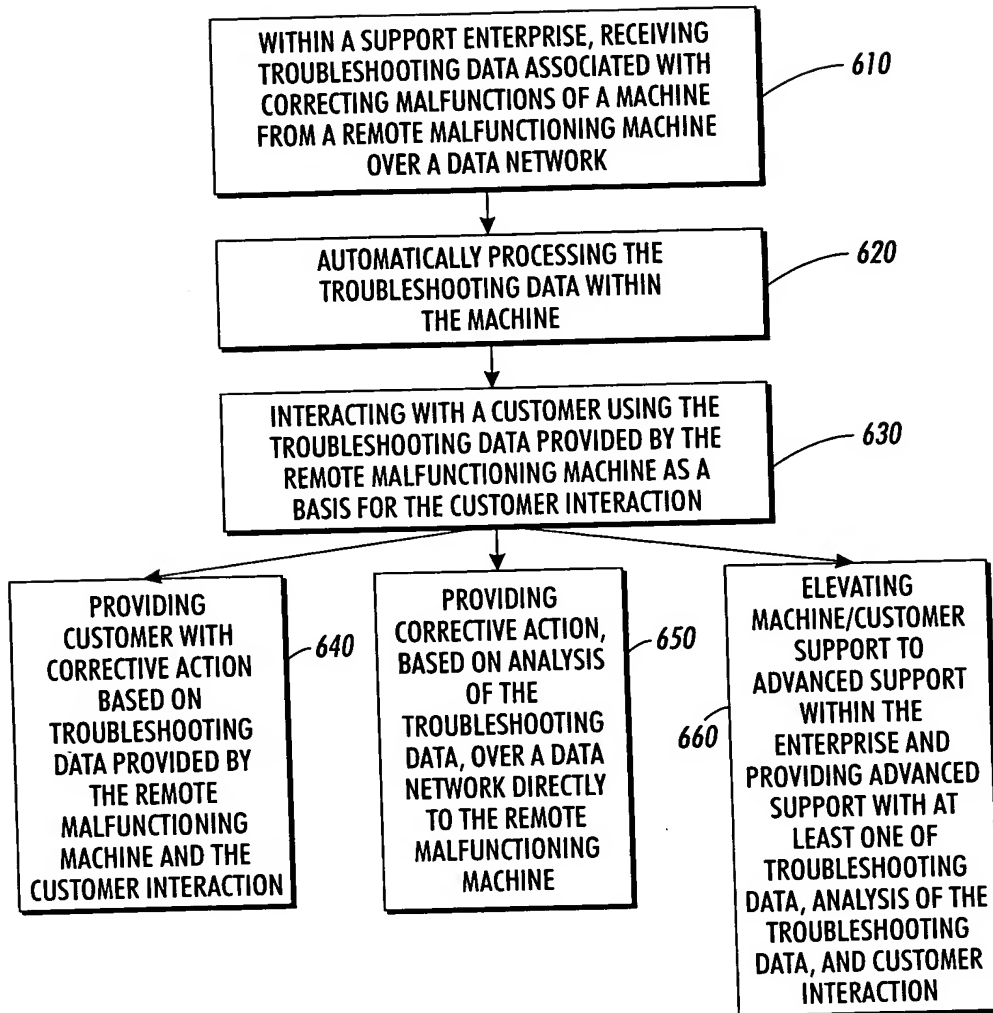 WITHIN A SUPPORT ENTERPRISE, RECEIVING
TROUBLESHOOTING DATA ASSOCIATED WITH
CORRECTING MALFUNCTIONS OF A MACHINE
FROM A REMOTE MALFUNCTIONING MACHINE
OVER A DATA NETWORK
610
AUTOMATICALLY PROCESSING THE
TROUBLESHOOTING DATA WITHIN
THE MACHINE
620
INTERACTING WITH A CUSTOMER USING THE
TROUBLESHOOTING DATA PROVIDED BY THE
REMOTE MALFUNCTIONING MACHINE AS A
BASIS FOR THE CUSTOMER INTERACTION
630
PROVIDING
CUSTOMER WITH
CORRECTIVE ACTION
BASED ON
TROUBLESHOOTING
DATA PROVIDED BY
THE REMOTE
MALFUNCTIONING
MACHINE AND THE
CUSTOMER INTERACTION
640
PROVIDING
CORRECTIVE ACTION,
BASED ON ANALYSIS
OF THE
TROUBLESHOOTING
DATA, OVER A DATA
NETWORK DIRECTLY
TO THE REMOTE
MALFUNCTIONING
MACHINE
650
ELEVATING
MACHINE/CUSTOMER
SUPPORT TO
ADVANCED SUPPORT
WITHIN THE
ENTERPRISE AND
PROVIDING ADVANCED
SUPPORT WITH AT
LEAST ONE OF
TROUBLESHOOTING
DATA, ANALYSIS OF THE
TROUBLESHOOTING
DATA, AND CUSTOMER
INTERACTION
660